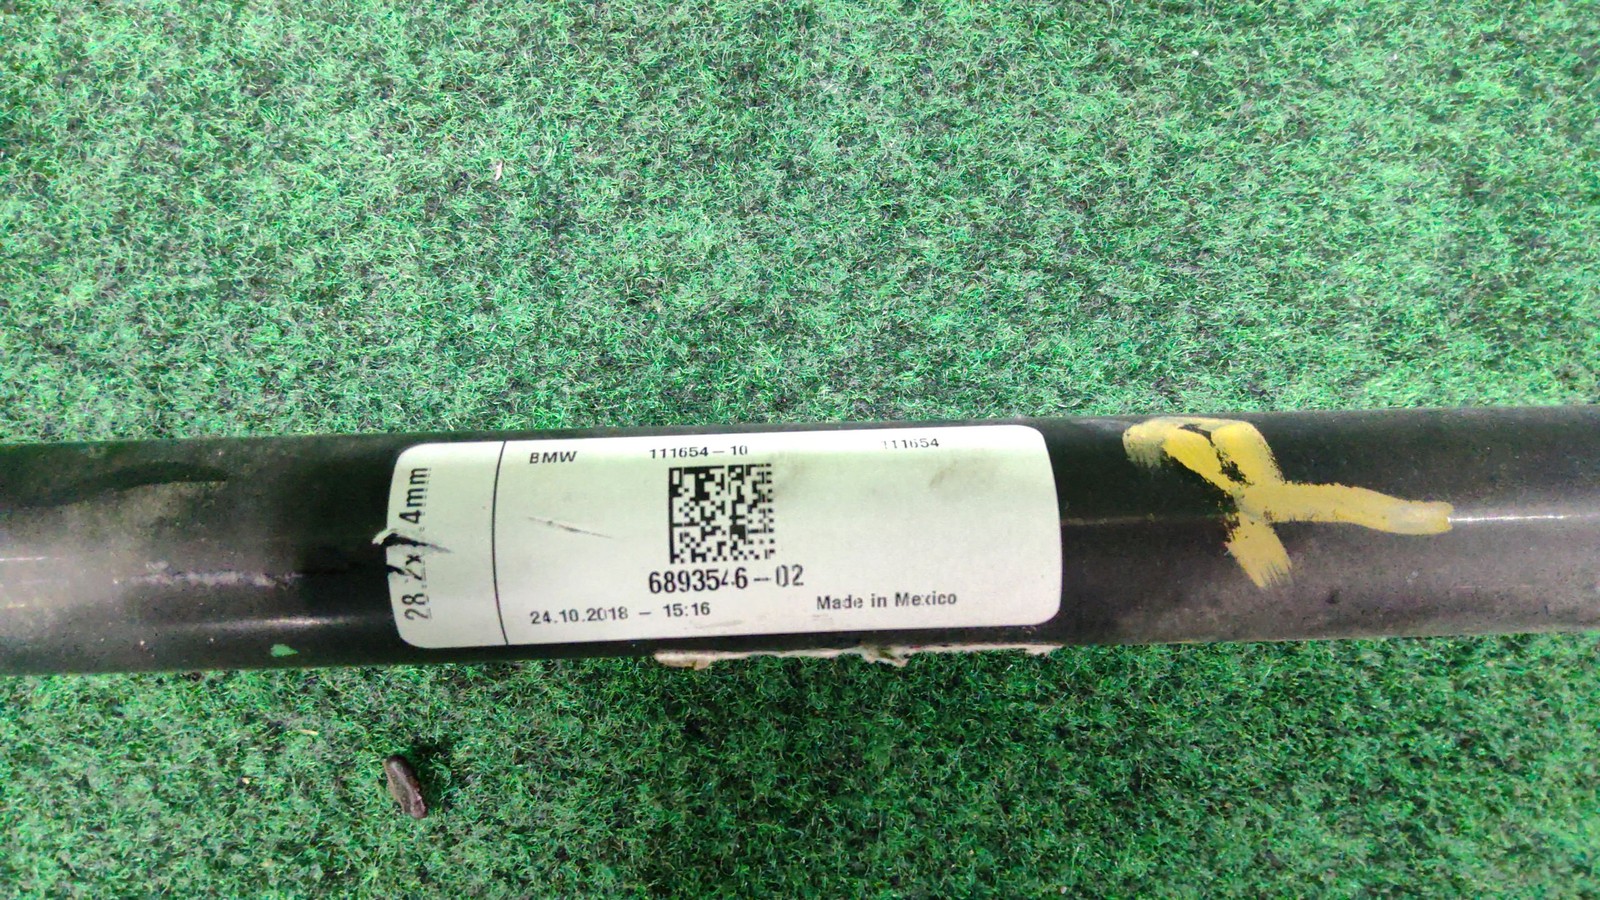 28.2x 4mm
BMW 111654-10 111654
6893546-02
24.10.2018 - 15:16 Made in Mexico